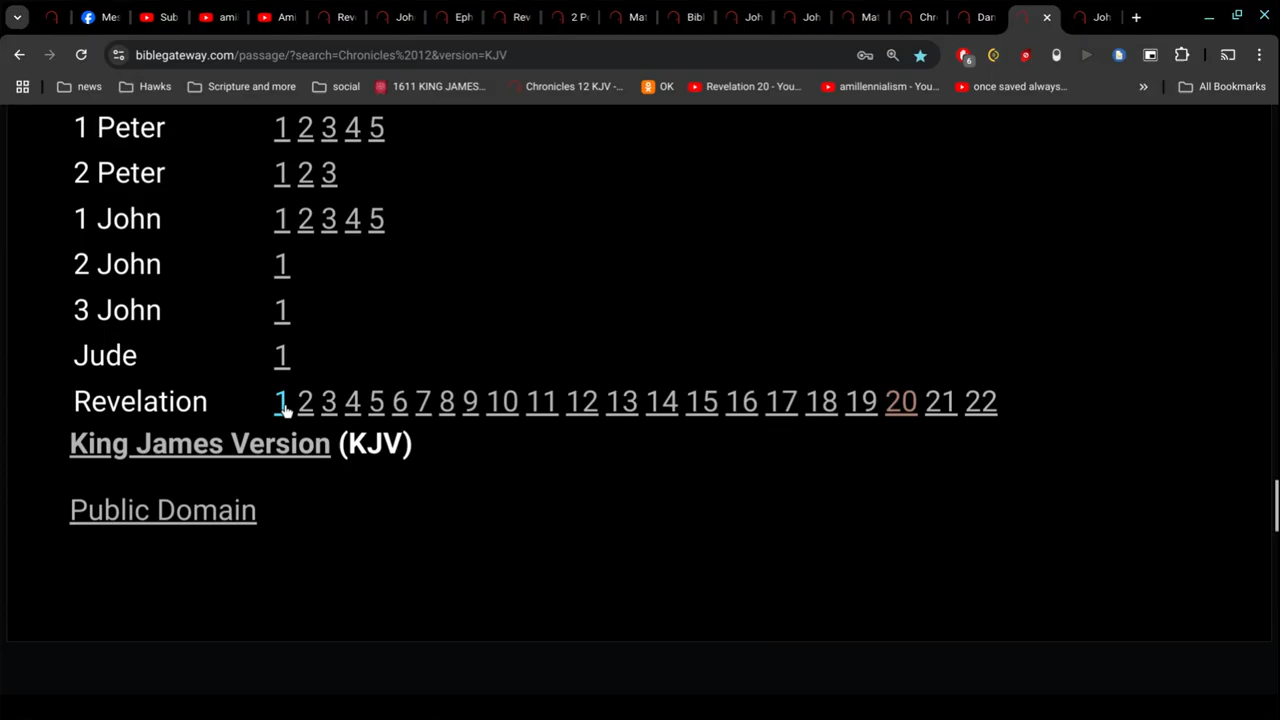 Mes
Sub
ami
Ami
Rev
Joh
Eph
Rev
2 Pe
Mat
Bibl
Joh
Joh
Mat
Chr
Dan
Joh
biblegateway.com/passage/?search=Chronicles%2012&version=KJV
6
news
Hawks
Scripture and more
social
1611 KING JAMES...
Chronicles 12 KJV -...
OK
Revelation 20 - You...
amillennialism - You...
once saved always...
»
All Bookmarks
1 Peter 1 2 3 4 5
2 Peter 1 2 3
1 John 1 2 3 4 5
2 John 1
3 John 1
Jude 1
Revelation 1 2 3 4 5 6 7 8 9 10 11 12 13 14 15 16 17 18 19 20 21 22
King James Version (KJV)
Public Domain